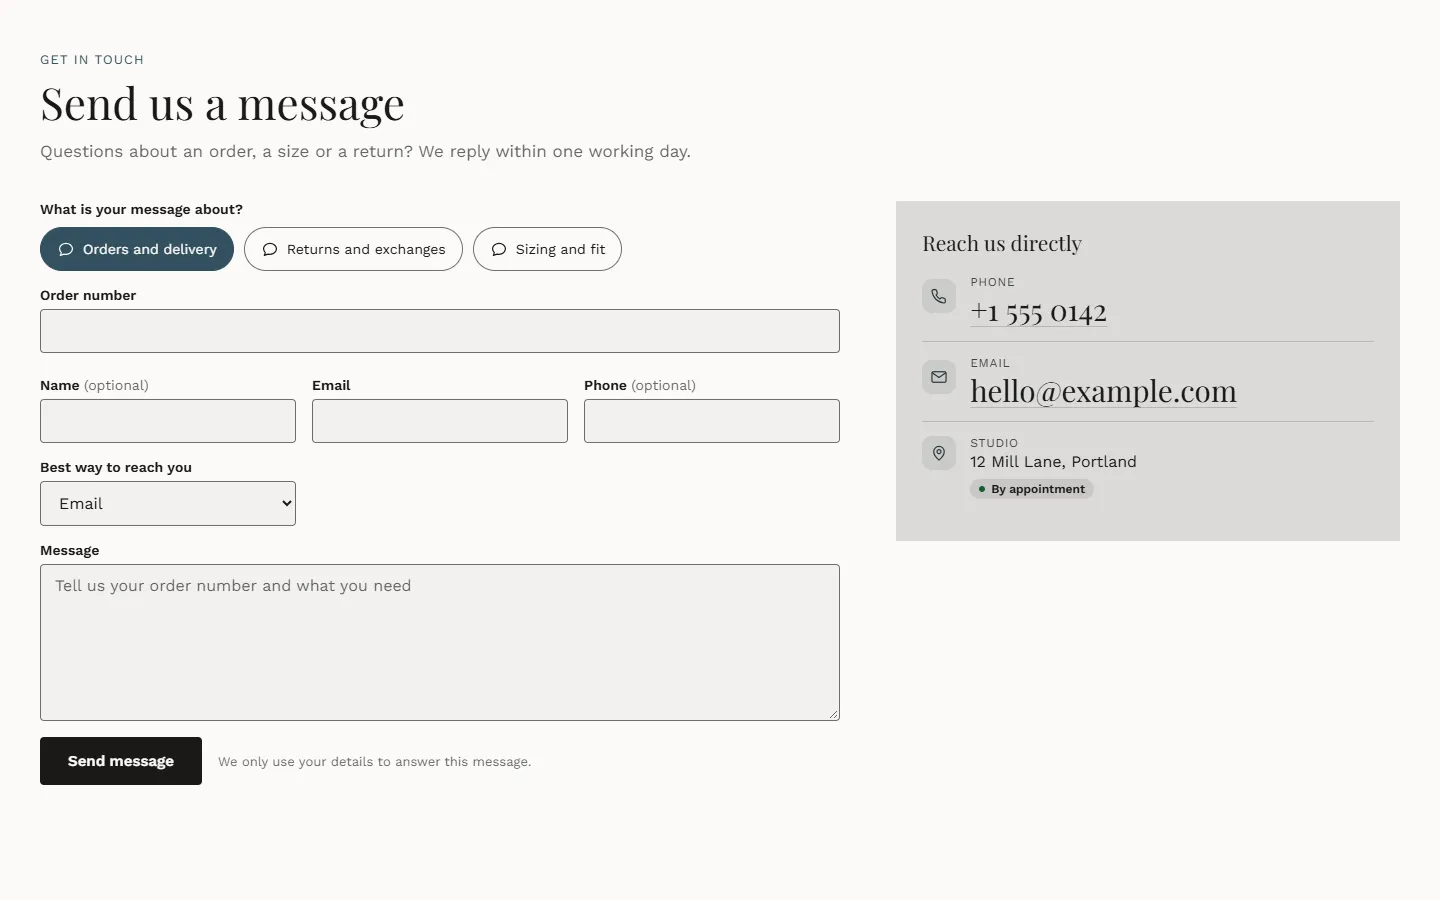 GET IN TOUCH
Send us a message
Questions about an order, a size or a return? We reply within one working day.
What is your message about?
Orders and delivery
Returns and exchanges
Sizing and fit
Order number
Name (optional)
Email
Phone (optional)
Best way to reach you
Email
Message
Tell us your order number and what you need
Send message
We only use your details to answer this message.
Reach us directly
PHONE
+1 555 0142
EMAIL
hello@example.com
STUDIO
12 Mill Lane, Portland
By appointment